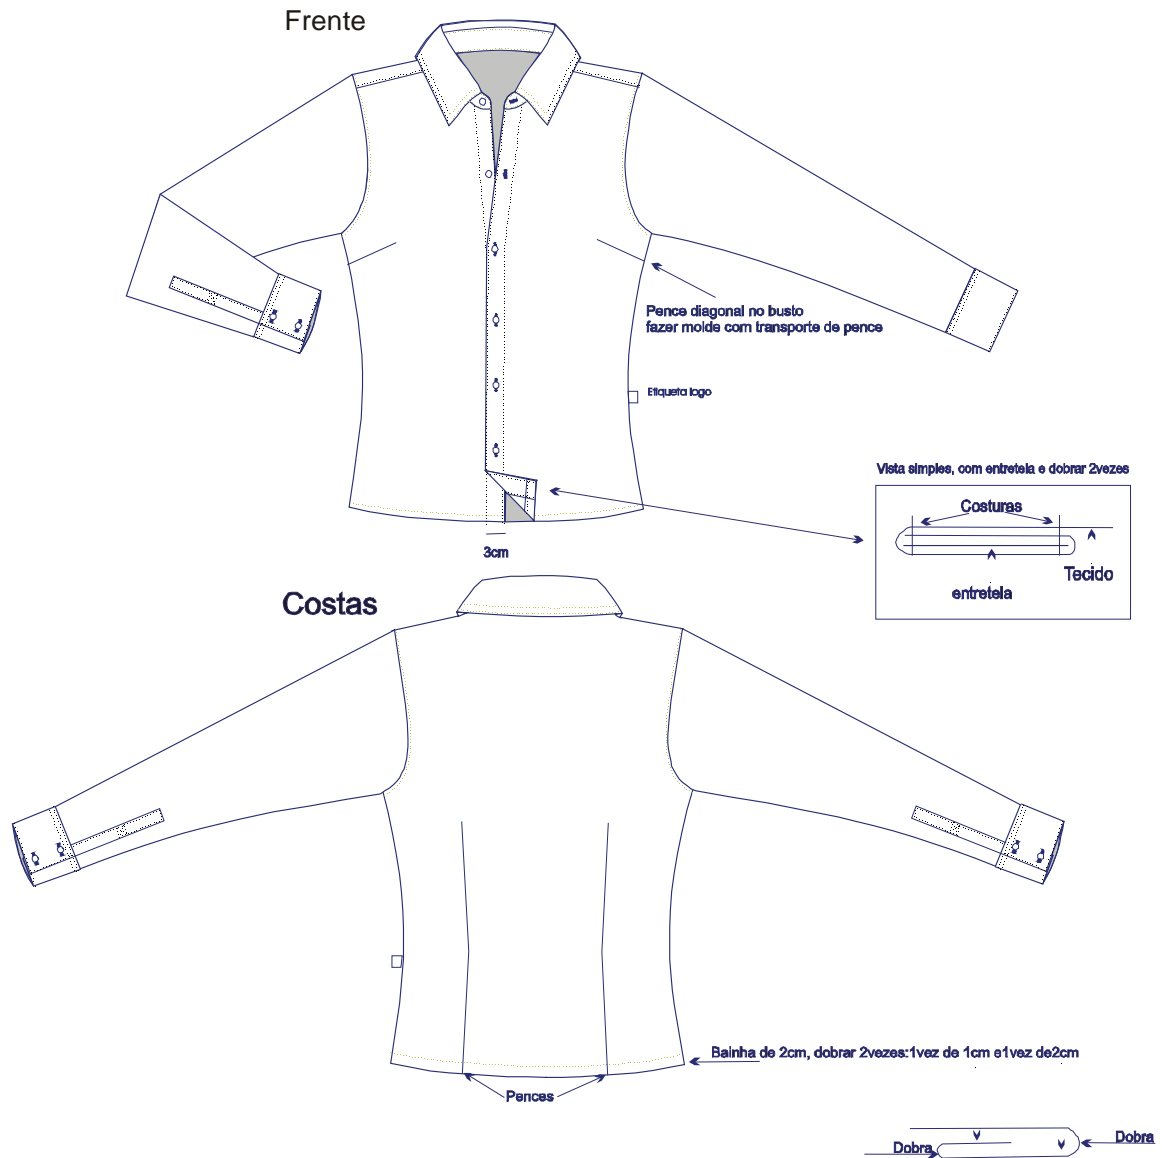 Frente
Pence diagonal no busto
fazer molde com transporte de pence
Etiqueta logo
Vista simples, com entretela e dobrar 2vezes
Costuras
Tecido
entretela
3cm
Costas
Bainha de 2cm, dobrar 2vezes:1vez de 1cm e1vez de2cm
Pences
Dobra
Dobra